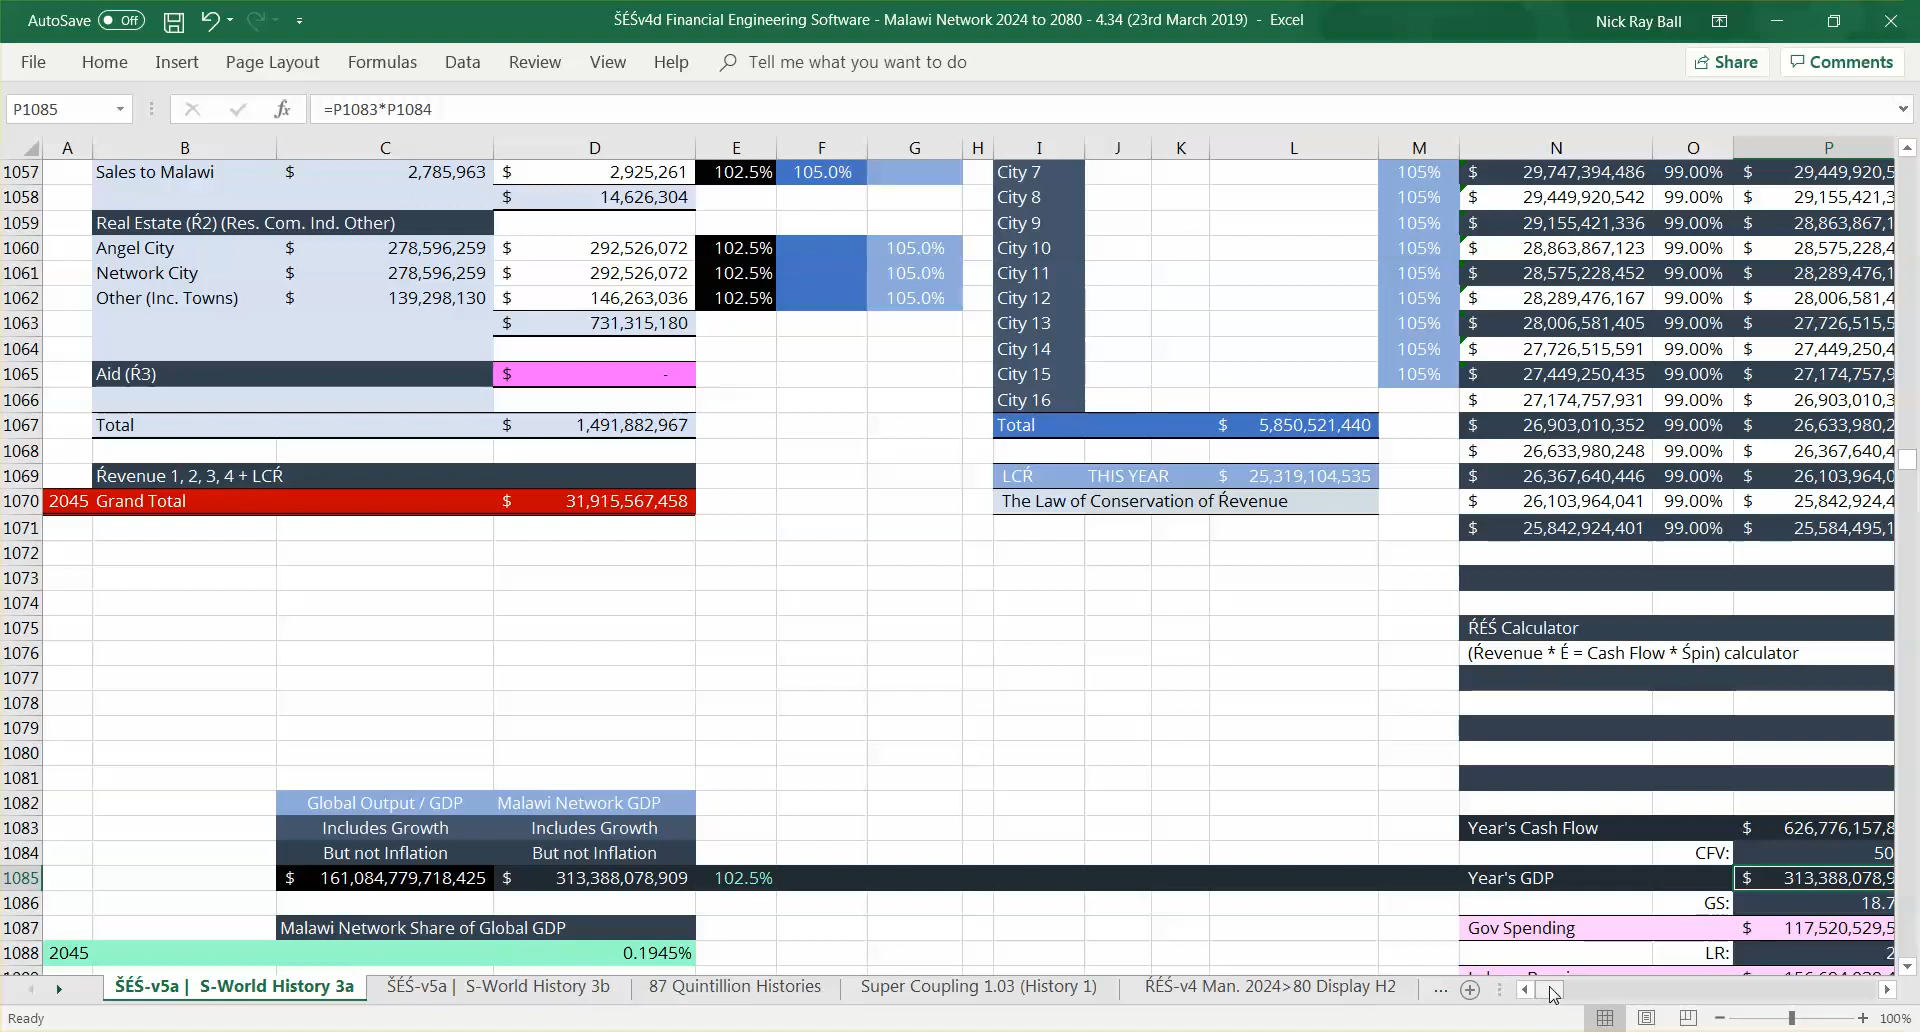 AutoSave Off ŠÉŚv4d Financial Engineering Software - Malawi Network 2024 to 2080 - 4.34 (23rd March 2019) - Excel Nick Ray Ball
File Home Insert Page Layout Formulas Data Review View Help Tell me what you want to do Share Comments
P1085 fx =P1083*P1084
A B C D E F G H I J K L M N O P
1057 Sales to Malawi $ 2,785,963 $ 2,925,261 102.5% 105.0% City 7 105% $ 29,747,394,486 99.00% $ 29,449,920,5
1058 $ 14,626,304 City 8 105% $ 29,449,920,542 99.00% $ 29,155,421,3
1059 Real Estate (Ŕ2) (Res. Com. Ind. Other) City 9 105% $ 29,155,421,336 99.00% $ 28,863,867,1
1060 Angel City $ 278,596,259 $ 292,526,072 102.5% 105.0% City 10 105% $ 28,863,867,123 99.00% $ 28,575,228,4
1061 Network City $ 278,596,259 $ 292,526,072 102.5% 105.0% City 11 105% $ 28,575,228,452 99.00% $ 28,289,476,1
1062 Other (Inc. Towns) $ 139,298,130 $ 146,263,036 102.5% 105.0% City 12 105% $ 28,289,476,167 99.00% $ 28,006,581,4
1063 $ 731,315,180 City 13 105% $ 28,006,581,405 99.00% $ 27,726,515,5
1064 City 14 105% $ 27,726,515,591 99.00% $ 27,449,250,4
1065 Aid (Ŕ3) $ - City 15 105% $ 27,449,250,435 99.00% $ 27,174,757,9
1066 City 16 $ 27,174,757,931 99.00% $ 26,903,010,3
1067 Total $ 1,491,882,967 Total $ 5,850,521,440 $ 26,903,010,352 99.00% $ 26,633,980,2
1068 $ 26,633,980,248 99.00% $ 26,367,640,4
1069 Ŕevenue 1, 2, 3, 4 + LCŔ LCŔ THIS YEAR $ 25,319,104,535 $ 26,367,640,446 99.00% $ 26,103,964,0
1070 2045 Grand Total $ 31,915,567,458 The Law of Conservation of Ŕevenue $ 26,103,964,041 99.00% $ 25,842,924,4
1071 $ 25,842,924,401 99.00% $ 25,584,495,1
1072
1073
1074
1075 ŔÉŚ Calculator
1076 (Ŕevenue * É = Cash Flow * Śpin) calculator
1077
1078
1079
1080
1081
1082 Global Output / GDP Malawi Network GDP
1083 Includes Growth Includes Growth Year's Cash Flow $ 626,776,157,8
1084 But not Inflation But not Inflation CFV: 50
1085 $ 161,084,779,718,425 $ 313,388,078,909 102.5% Year's GDP $ 313,388,078,9
1086 GS: 18.7
1087 Malawi Network Share of Global GDP Gov Spending $ 117,520,529,5
1088 2045 0.1945% LR: 2
ŠÉŚ-v5a | S-World History 3a ŠÉŚ-v5a | S-World History 3b 87 Quintillion Histories Super Coupling 1.03 (History 1) ŔÉŚ-v4 Man. 2024>80 Display H2 ...
Ready 100%